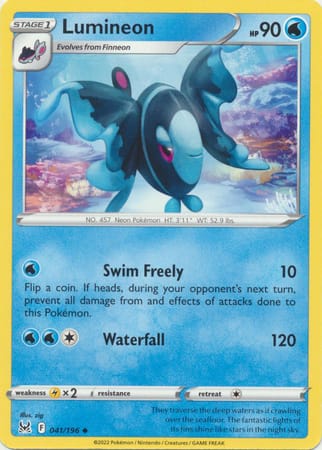 STAGE 1
Lumineon
HP 90
Evolves from Finneon
NO. 457 Neon Pokémon HT: 3'11" WT: 52.9 lbs.
Swim Freely 10
Flip a coin. If heads, during your opponent's next turn,
prevent all damage from and effects of attacks done to
this Pokémon.
Waterfall 120
weakness ×2 resistance retreat
Illus. zig
F 041/196
They traverse the deep waters as if crawling
over the seafloor. The fantastic lights of
its fins shine like stars in the night sky.
©2022 Pokémon / Nintendo / Creatures / GAME FREAK